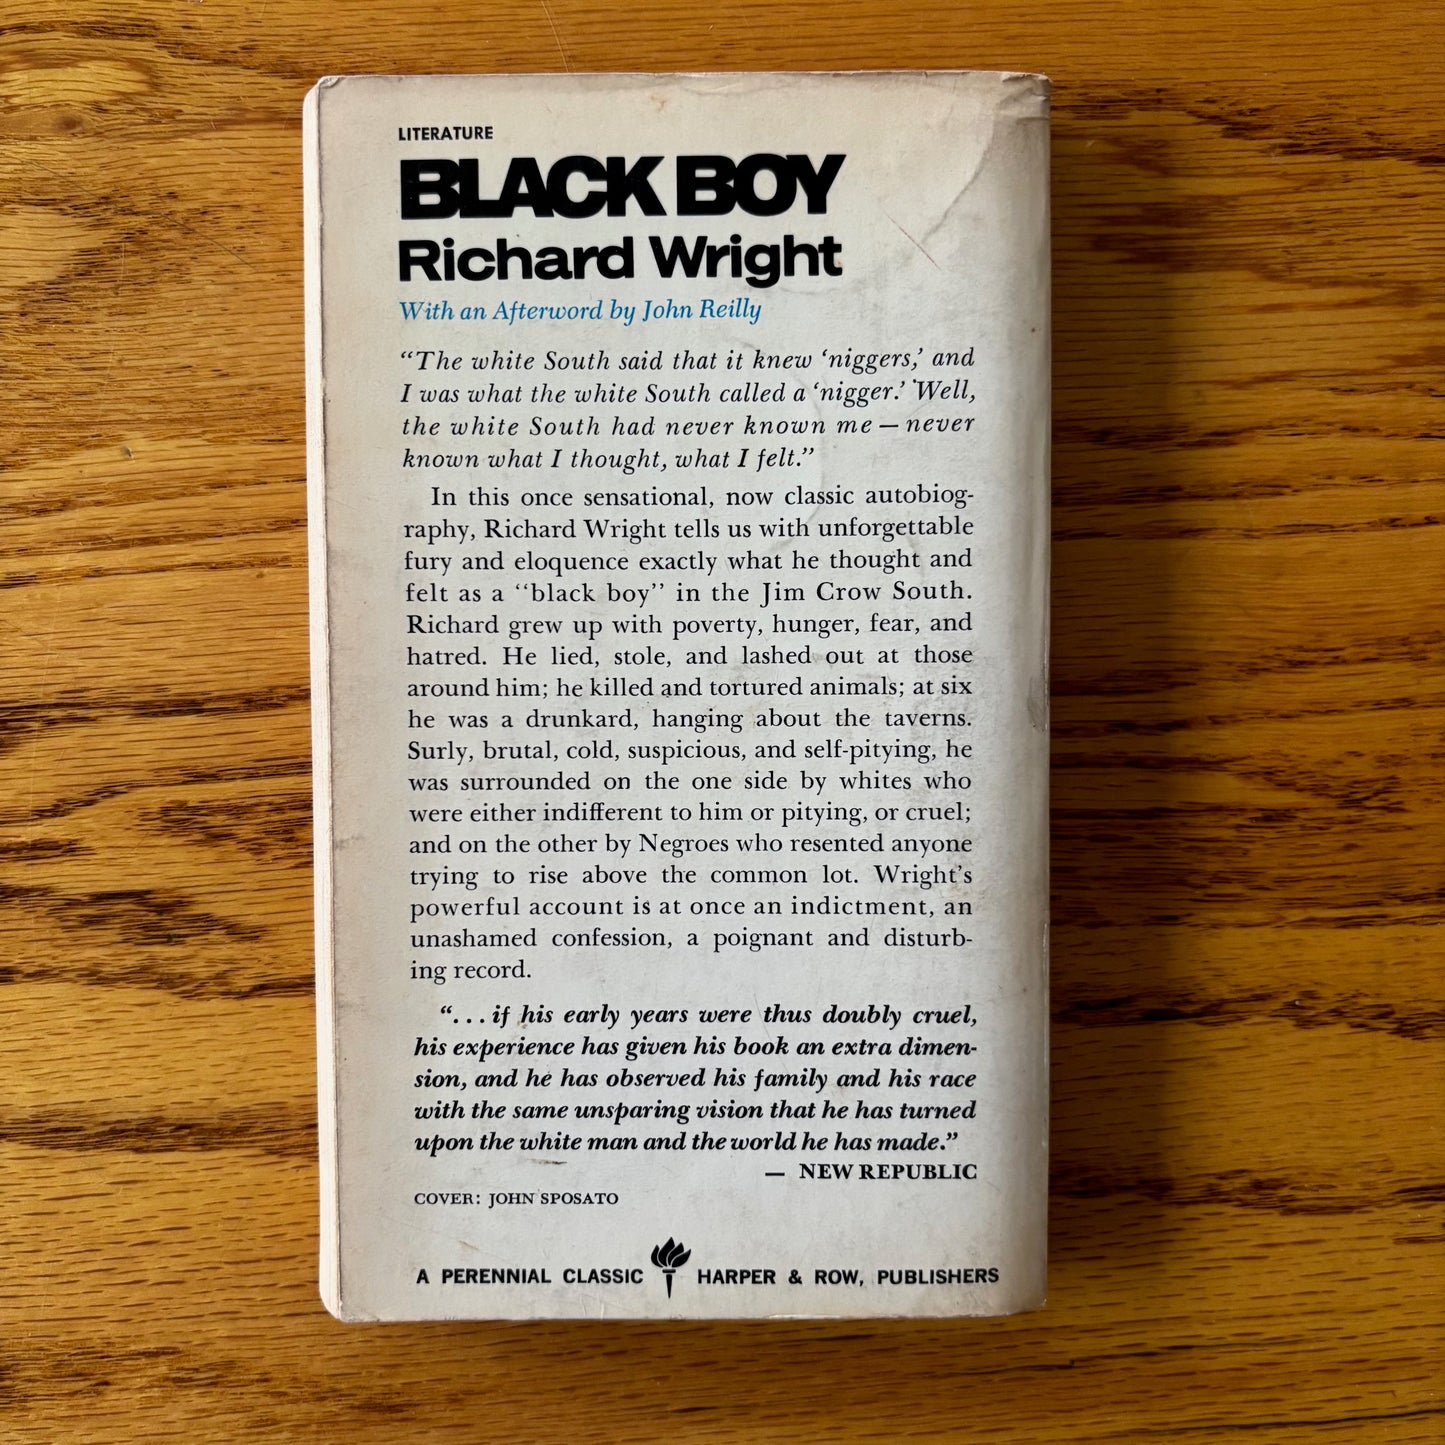 LITERATURE
BLACK BOY
Richard Wright
With an Afterword by John Reilly
“The white South said that it knew ‘niggers,’ and
I was what the white South called a ‘nigger.’ Well,
the white South had never known me — never
known what I thought, what I felt.”
In this once sensational, now classic autobiog-
raphy, Richard Wright tells us with unforgettable
fury and eloquence exactly what he thought and
felt as a “black boy” in the Jim Crow South.
Richard grew up with poverty, hunger, fear, and
hatred. He lied, stole, and lashed out at those
around him; he killed and tortured animals; at six
he was a drunkard, hanging about the taverns.
Surly, brutal, cold, suspicious, and self-pitying, he
was surrounded on the one side by whites who
were either indifferent to him or pitying, or cruel;
and on the other by Negroes who resented anyone
trying to rise above the common lot. Wright’s
powerful account is at once an indictment, an
unashamed confession, a poignant and disturb-
ing record.
“...if his early years were thus doubly cruel,
his experience has given his book an extra dimen-
sion, and he has observed his family and his race
with the same unsparing vision that he has turned
upon the white man and the world he has made.”
— NEW REPUBLIC
COVER: JOHN SPOSATO
A PERENNIAL CLASSIC HARPER & ROW, PUBLISHERS